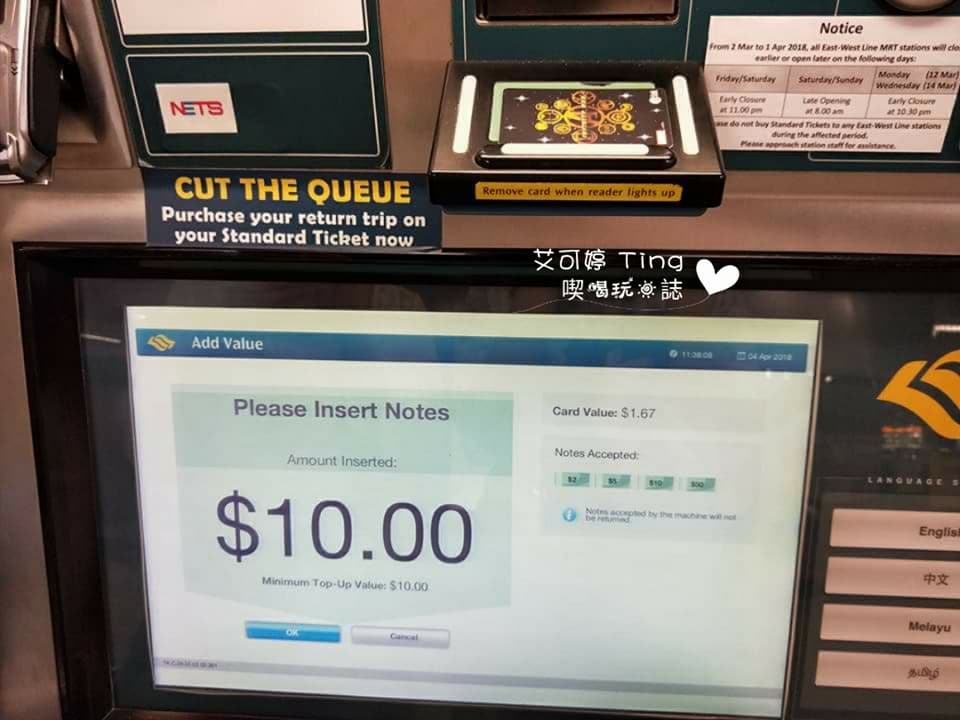 Notice
From 2 Mar to 1 Apr 2018, all East-West Line MRT stations will clo
earlier or open later on the following days:
Friday/Saturday
Saturday/Sunday
Monday (12 Mar)
Wednesday (14 Mar)
Early Closure
at 11.00 pm
Late Opening
at 8.00 am
Early Closure
at 10.30 pm
ase do not buy Standard Tickets to any East-West Line stations
during the affected period.
Please approach station staff for assistance.
NETS
Remove card when reader lights up
CUT THE QUEUE
Purchase your return trip on
your Standard Ticket now
艾可婷 Ting
喫喝玩樂誌
Add Value
11:38:08
04 Apr 2018
Please Insert Notes
Amount Inserted:
$10.00
Minimum Top-Up Value: $10.00
OK
Cancel
Card Value: $1.67
Notes Accepted:
$2
$5
$10
$50
Notes accepted by the machine will not
be returned.
LANGUAGE S
English
中文
Melayu
தமிழ்